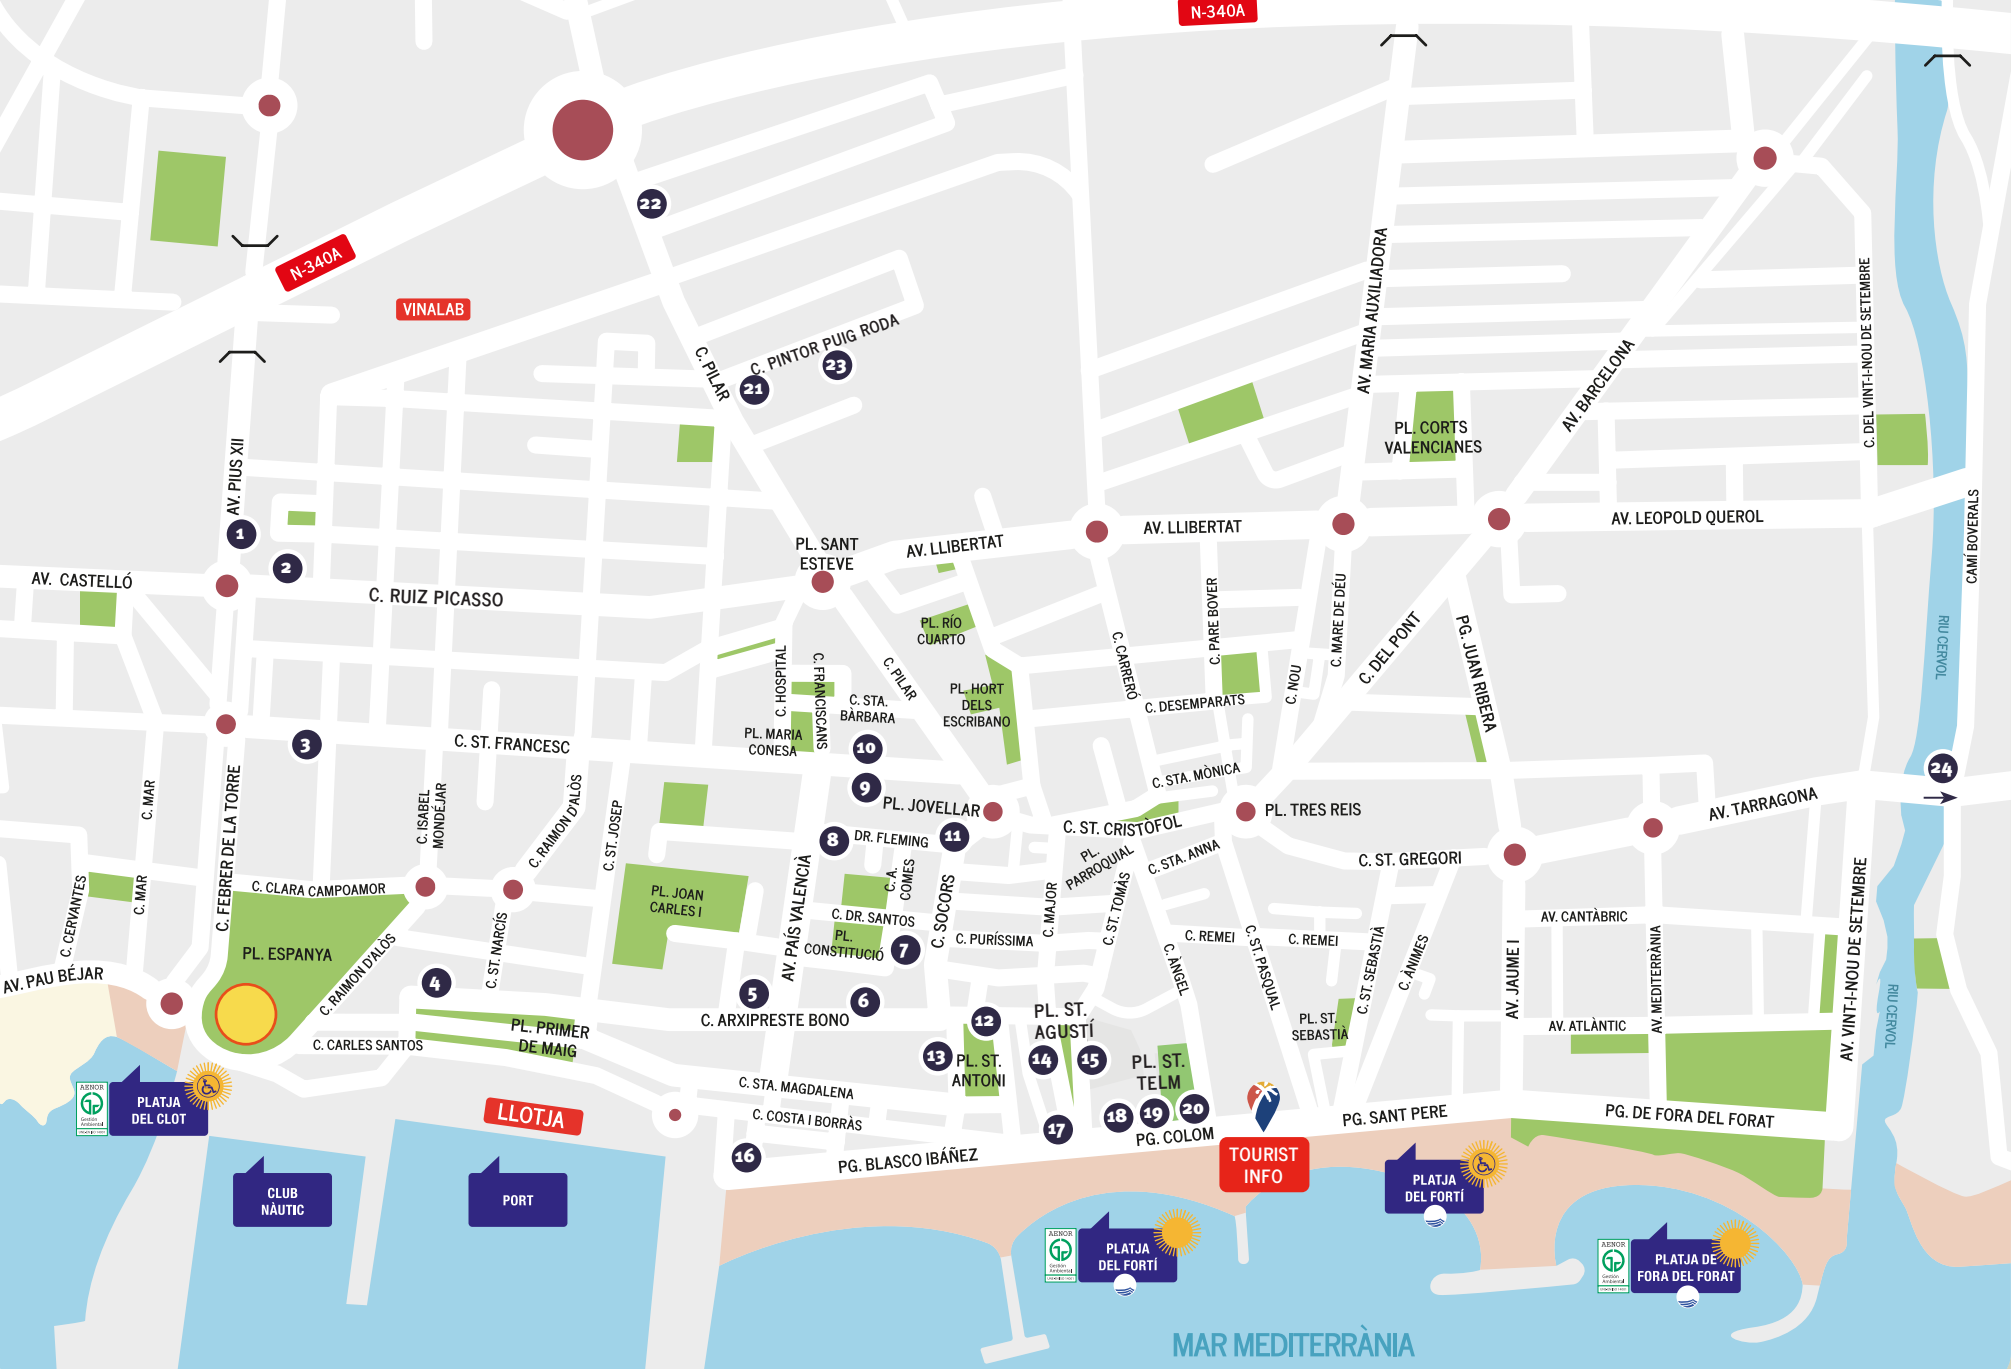 N-340A
N-340A
VINALAB
22
C. PINTOR PUIG RODA
C. PILAR
23
21
AV. MARIA AUXILIADORA
AV. BARCELONA
C. DEL VINT-I-NOU DE SETEMBRE
PL. CORTS
VALENCIANES
AV. PIUS XII
1
2
AV. CASTELLÓ
C. RUIZ PICASSO
PL. SANT
ESTEVE
AV. LLIBERTAT
AV. LLIBERTAT
AV. LEOPOLD QUEROL
CAMÍ BOVERALS
RIU CERVOL
PL. RÍO
CUARTO
C. PARE BOVER
C. MARE DE DÉU
C. DEL PONT
PG. JUAN RIBERA
C. HOSPITAL
C. FRANCISCANS
C. PILAR
C. CARRERÓ
C. NOU
C. STA.
BÀRBARA
PL. HORT
DELS
ESCRIBANO
C. DESEMPARATS
PL. MARIA
CONESA
3
C. ST. FRANCESC
10
9
C. STA. MÒNICA
24
C. MAR
C. FEBRER DE LA TORRE
C. ISABEL
MONDÉJAR
C. RAIMON D'ALÒS
C. ST. JOSEP
PL. JOVELLAR
PL. TRES REIS
AV. TARRAGONA
8
DR. FLEMING
11
C. ST. CRISTÒFOL
PL.
PARROQUIAL
C. STA. ANNA
C. ST. GREGORI
C. CERVANTES
C. MAR
C. CLARA CAMPOAMOR
PL. JOAN
CARLES I
AV. PAÍS VALENCIÀ
C. A.
COMES
C. SOCORS
C. MAJOR
C. ST. TOMÀS
C. DR. SANTOS
PL.
CONSTITUCIÓ
7
C. PURÍSSIMA
C. REMEI
C. REMEI
AV. CANTÀBRIC
AV. VINT-I-NOU DE SETEMBRE
PL. ESPANYA
C. RAIMON D'ALÒS
C. ST. NARCÍS
AV. PAU BÉJAR
4
5
6
C. ÀNGEL
C. ST. PASQUAL
C. ST. SEBASTIÀ
C. ÀNIMES
AV. JAUME I
AV. MEDITERRÀNIA
RIU CERVOL
C. ARXIPRESTE BONO
12
PL. ST.
AGUSTÍ
PL. ST.
SEBASTIÀ
AV. ATLÀNTIC
C. CARLES SANTOS
PL. PRIMER
DE MAIG
13
PL. ST.
ANTONI
14
15
PL. ST.
TELM
C. STA. MAGDALENA
C. COSTA I BORRÀS
LLOTJA
16
17
18
19
20
PG. BLASCO IBÁÑEZ
PG. COLOM
PG. SANT PERE
PG. DE FORA DEL FORAT
TOURIST
INFO
AENOR
Gestión
Ambiental
PLATJA
DEL CLOT
CLUB
NÀUTIC
PORT
AENOR
Gestión
Ambiental
PLATJA
DEL FORTÍ
PLATJA
DEL FORTÍ
AENOR
Gestión
Ambiental
PLATJA DE
FORA DEL FORAT
MAR MEDITERRÀNIA